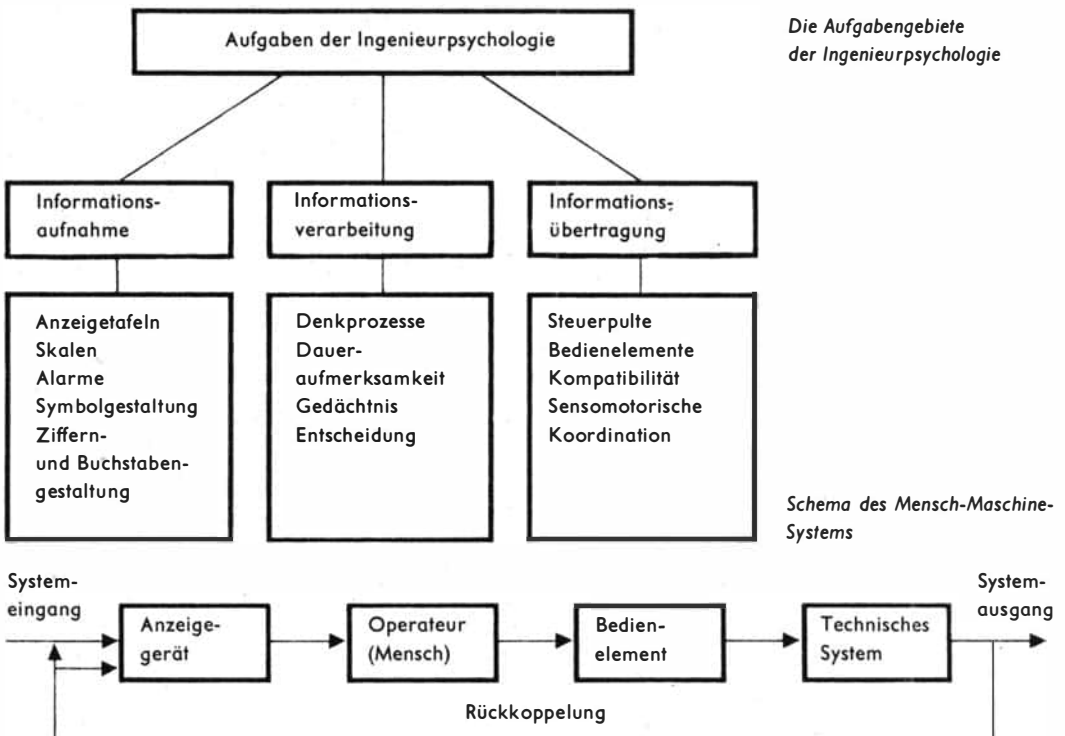 Aufgaben der Ingenieurpsychologie
Die Aufgabengebiete
der Ingenieurpsychologie
Informations-
aufnahme
Informations-
verarbeitung
Informations-
übertragung
Anzeigetafeln
Skalen
Alarme
Symbolgestaltung
Ziffern-
und Buchstaben-
gestaltung
Denkprozesse
Dauer-
aufmerksamkeit
Gedächtnis
Entscheidung
Steuerpulte
Bedienelemente
Kompatibilität
Sensomotorische
Koordination
Schema des Mensch-Maschine-
Systems
System-
eingang
Anzeige-
gerät
Operateur
(Mensch)
Bedien-
element
Technisches
System
System-
ausgang
Rückkoppelung